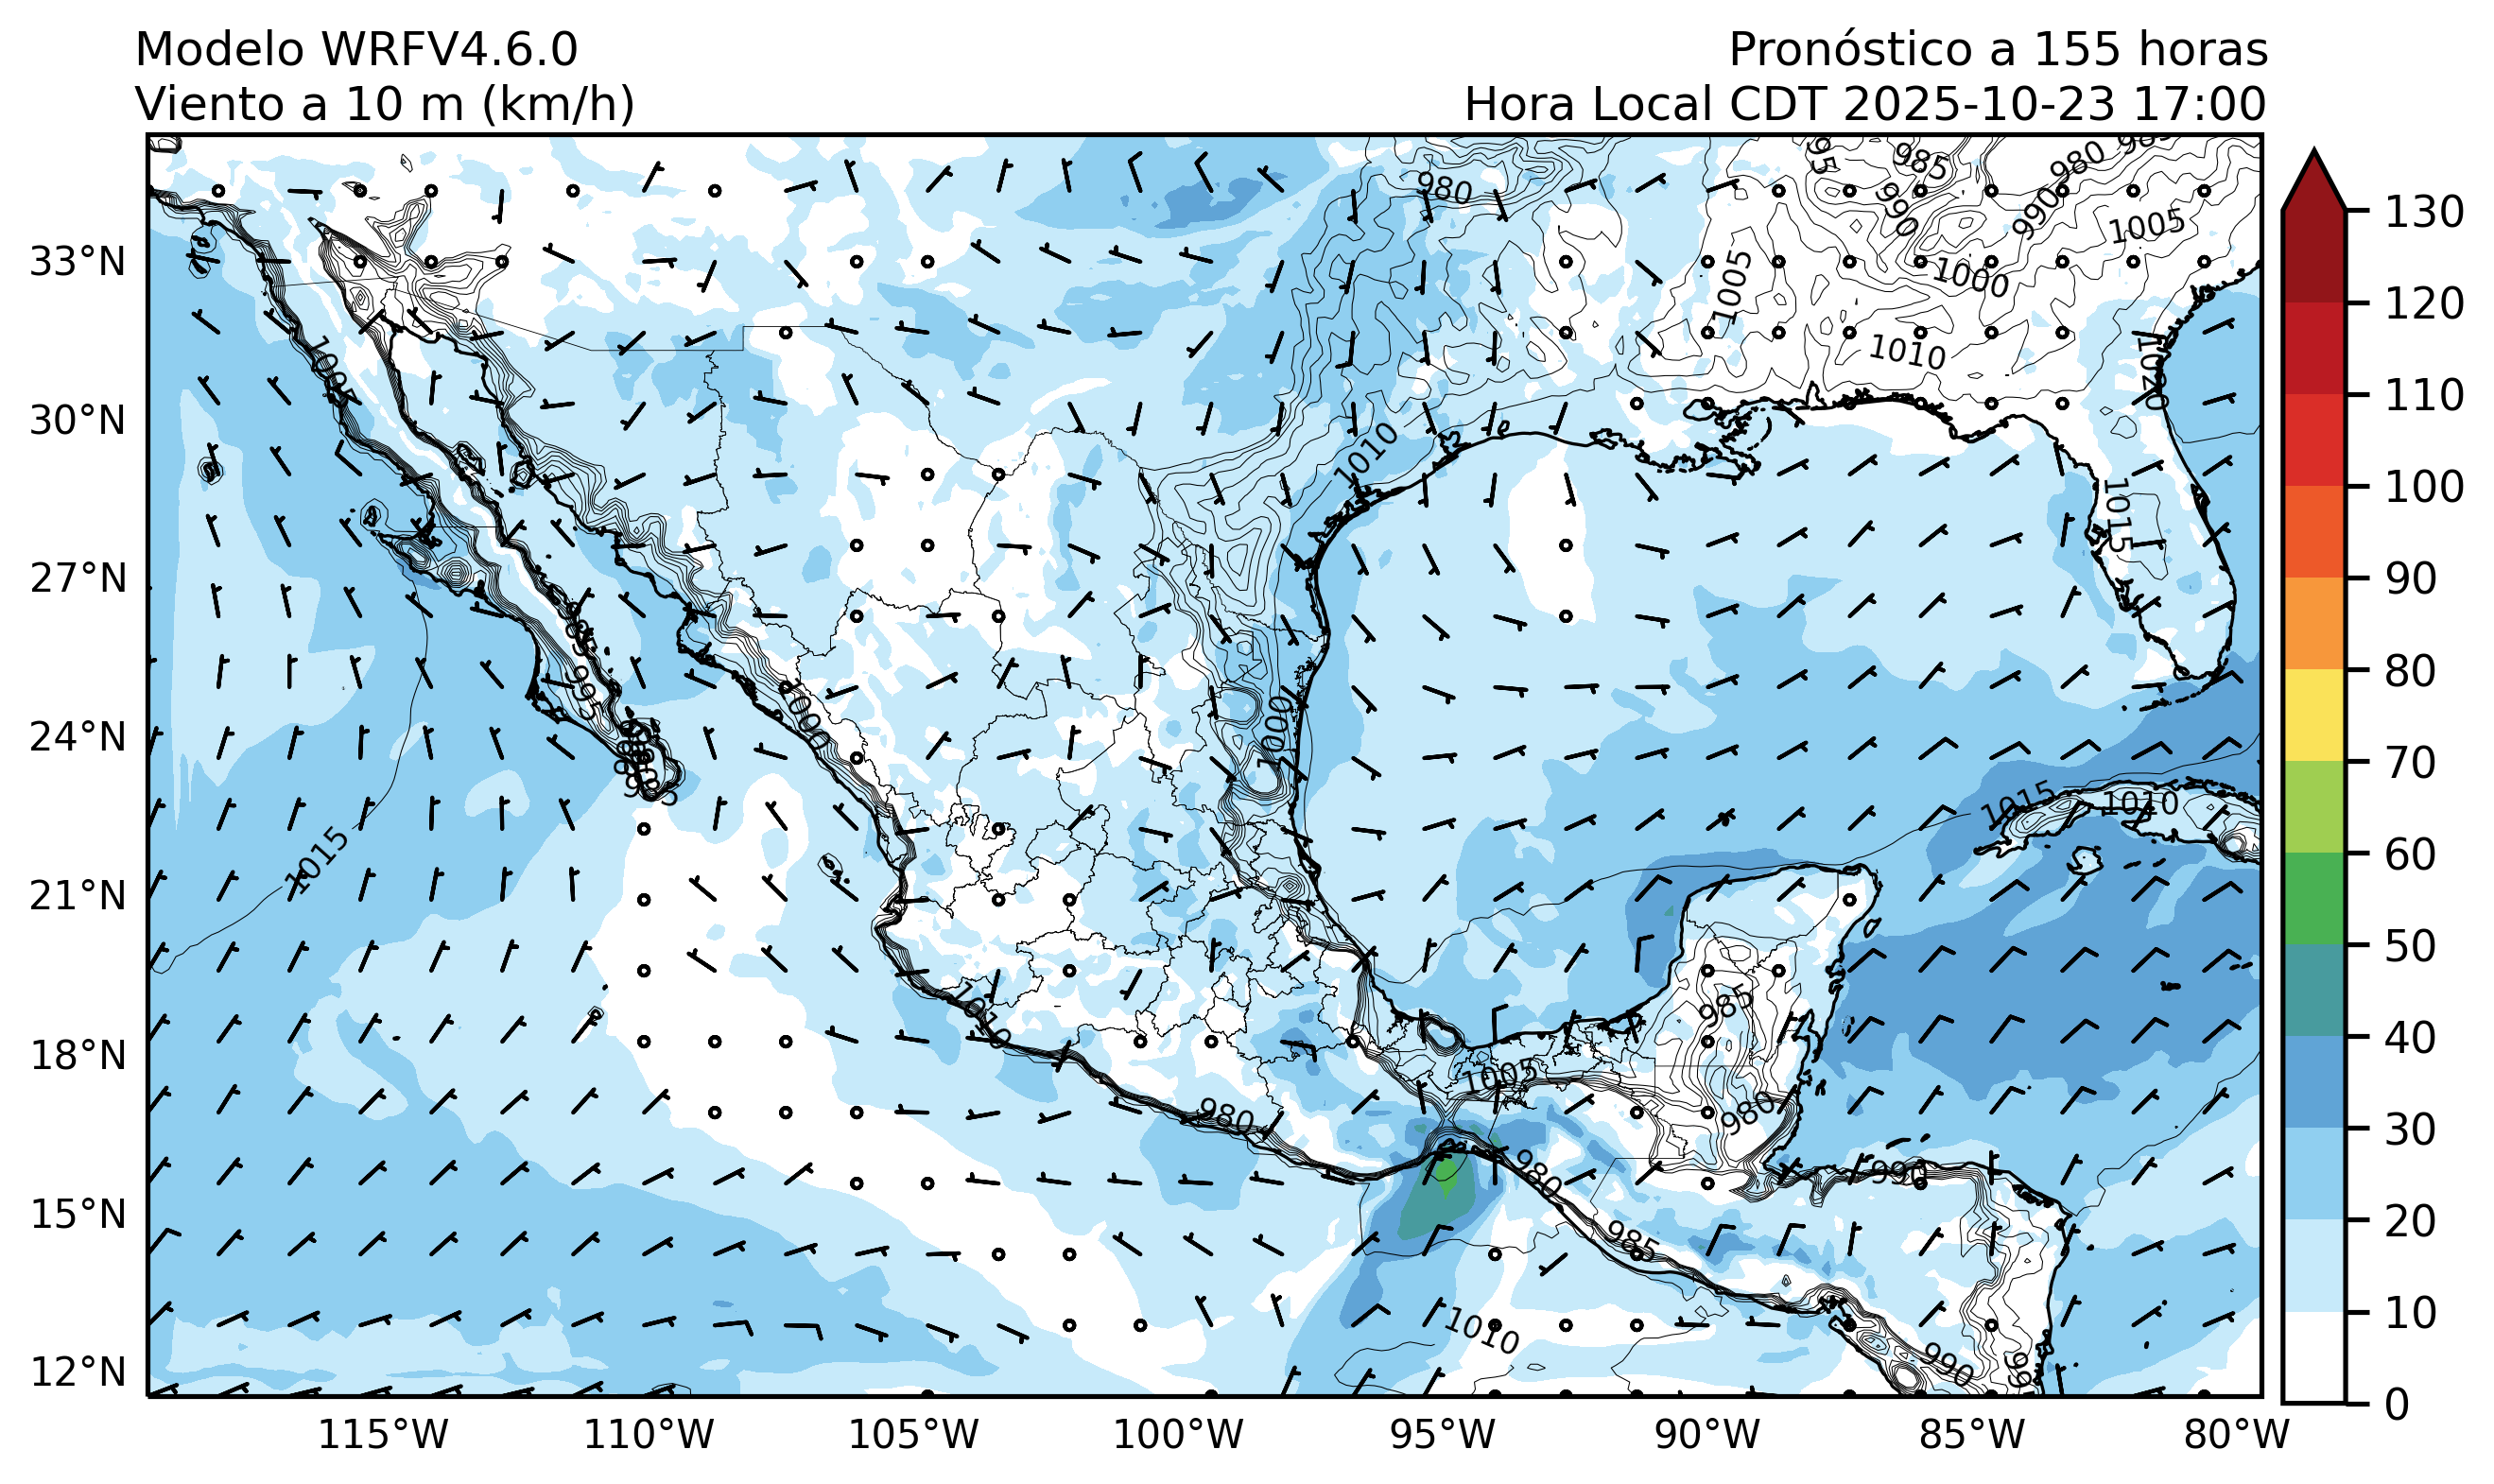 Modelo WRFV4.6.0
Pronóstico a 155 horas
Viento a 10 m (km/h)
Hora Local CDT 2025-10-23 17:00
33°N
30°N
27°N
24°N
21°N
18°N
15°N
12°N
115°W
110°W
105°W
100°W
95°W
90°W
85°W
80°W
130
120
110
100
90
80
70
60
50
40
30
20
10
0
980
985
990
980
990
1005
1000
1005
1010
1020
1010
1015
1000
1000
995
1015
1015
1010
1010
985
980
1005
980
980
990
985
1010
990